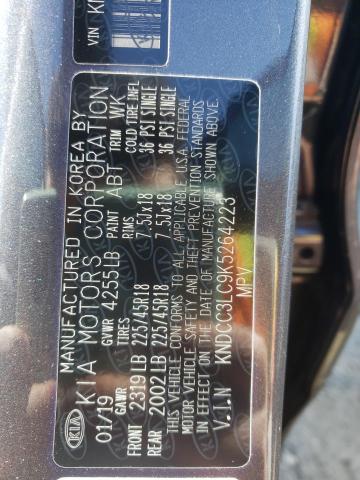 VIN
MANUFACTURED IN KOREA BY
KIA KIA MOTORS CORPORATION
01/19 GVWR 4255LB PAINT ABT TRIM WK
GAWR TIRES RIMS COLD TIRE INFL
FRONT 2319LB 225/45R18 7.5JX18 36 PSI SINGLE
REAR 2002LB 225/45R18 7.5JX18 36 PSI SINGLE
THIS VEHICLE CONFORMS TO ALL APPLICABLE U.S.A. FEDERAL
MOTOR VEHICLE SAFETY AND THEFT PREVENTION STANDARDS
IN EFFECT ON THE DATE OF MANUFACTURE SHOWN ABOVE.
V.I.N KNDCC3LC9K5264223
MPV